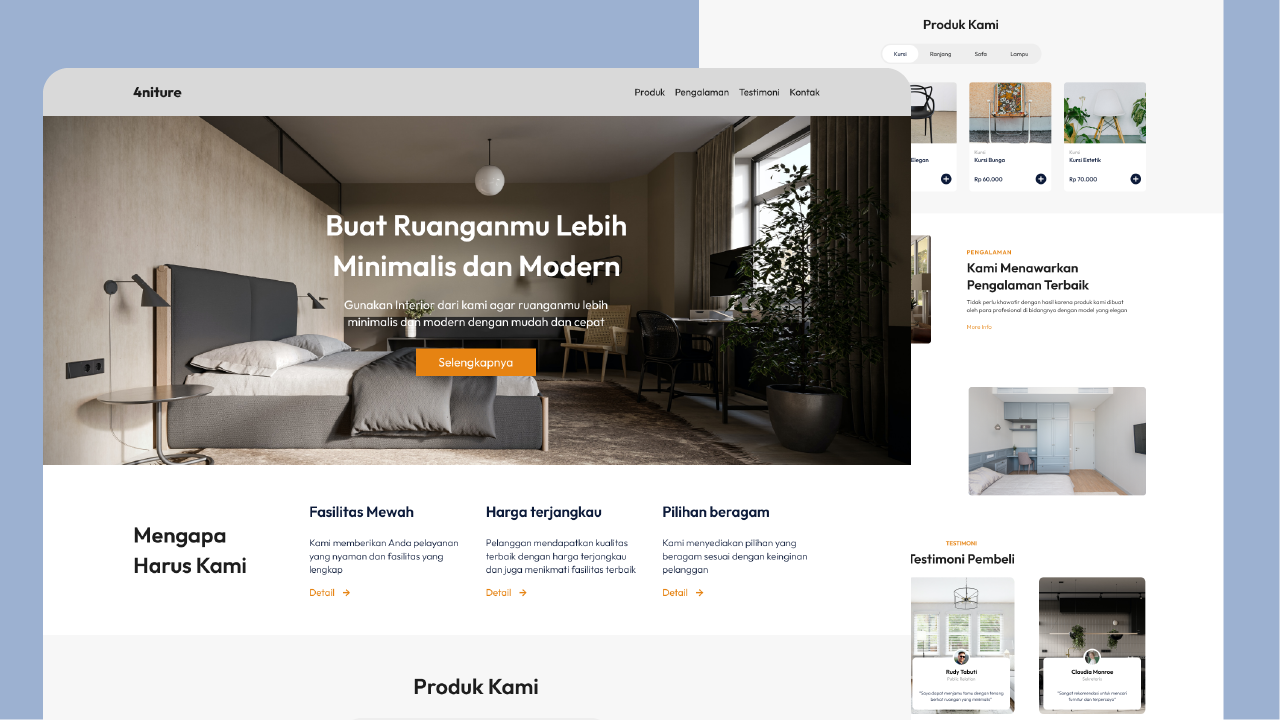 4niture
Produk
Pengalaman
Testimoni
Kontak
Buat Ruanganmu Lebih
Minimalis dan Modern
Gunakan Interior dari kami agar ruanganmu lebih
minimalis dan modern dengan mudah dan cepat
Selengkapnya
Mengapa
Harus Kami
Fasilitas Mewah
Kami memberikan Anda pelayanan
yang nyaman dan fasilitas yang
lengkap
Detail
Harga terjangkau
Pelanggan mendapatkan kualitas
terbaik dengan harga terjangkau
dan juga menikmati fasilitas terbaik
Detail
Pilihan beragam
Kami menyediakan pilihan yang
beragam sesuai dengan keinginan
pelanggan
Detail
Produk Kami
Produk Kami
Kursi
Ranjang
Sofa
Lampu
Elegan
Kursi
Kursi Bunga
Rp 60.000
Kursi
Kursi Estetik
Rp 70.000
PENGALAMAN
Kami Menawarkan
Pengalaman Terbaik
Tidak perlu khawatir dengan hasil karena produk kami dibuat
oleh para profesional di bidangnya dengan model yang elegan
More Info
TESTIMONI
Testimoni Pembeli
Rudy Tabuti
Public Relation
"Saya dapat menjamu tamu dengan tenang
berkat ruangan yang minimalis"
Claudia Monroe
Sekretaris
"Sangat rekomendasi untuk mencari
furnitur dan terpercaya"